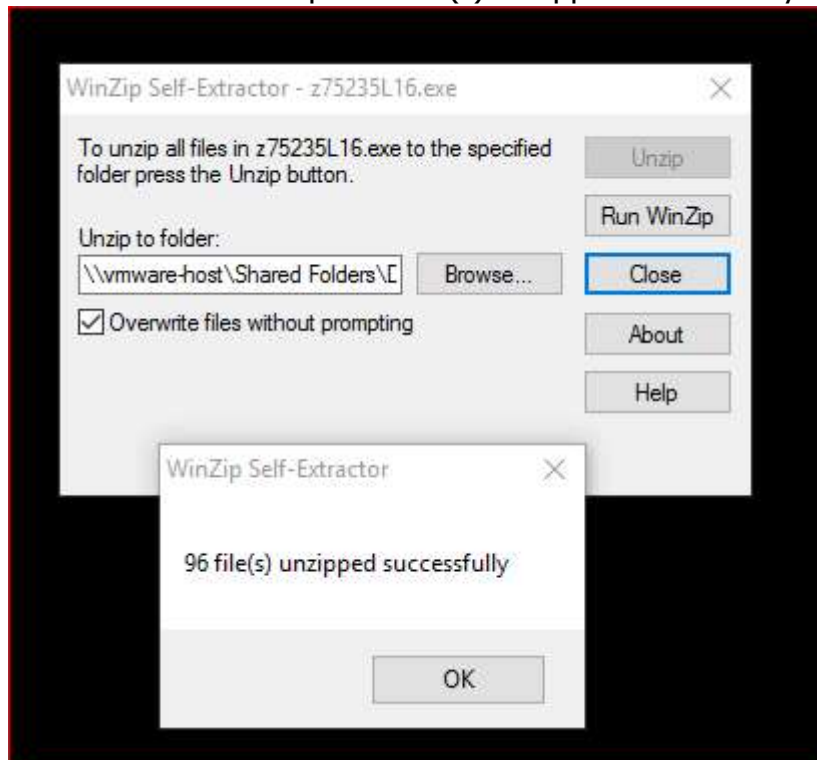 WinZip Self-Extractor - z75235L16.exe
To unzip all files in z75235L16.exe to the specified
folder press the Unzip button.
Unzip to folder:
\\vmware-host\Shared Folders\D
Browse...
Overwrite files without prompting
Unzip
Run WinZip
Close
About
Help
WinZip Self-Extractor
96 file(s) unzipped successfully
OK